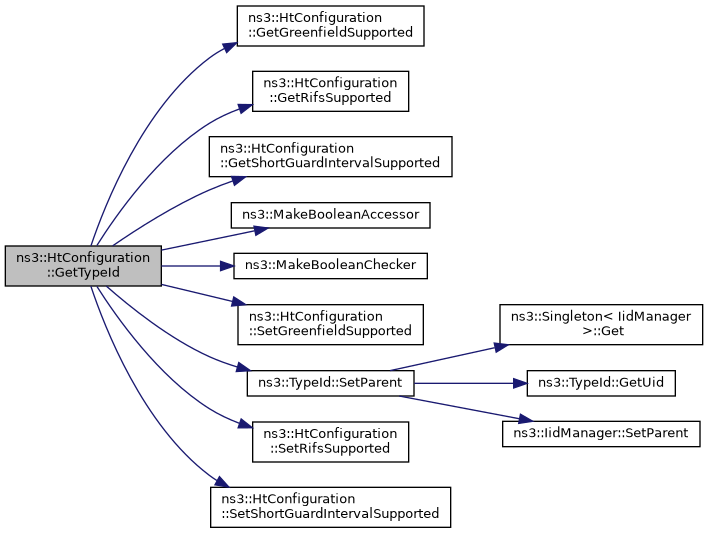 ns3::HtConfiguration
::GetGreenfieldSupported
ns3::HtConfiguration
::GetRifsSupported
ns3::HtConfiguration
::GetShortGuardIntervalSupported
ns3::MakeBooleanAccessor
ns3::HtConfiguration
::GetTypeId
ns3::MakeBooleanChecker
ns3::HtConfiguration
::SetGreenfieldSupported
ns3::Singleton< IidManager
>::Get
ns3::TypeId::SetParent
ns3::TypeId::GetUid
ns3::IidManager::SetParent
ns3::HtConfiguration
::SetRifsSupported
ns3::HtConfiguration
::SetShortGuardIntervalSupported